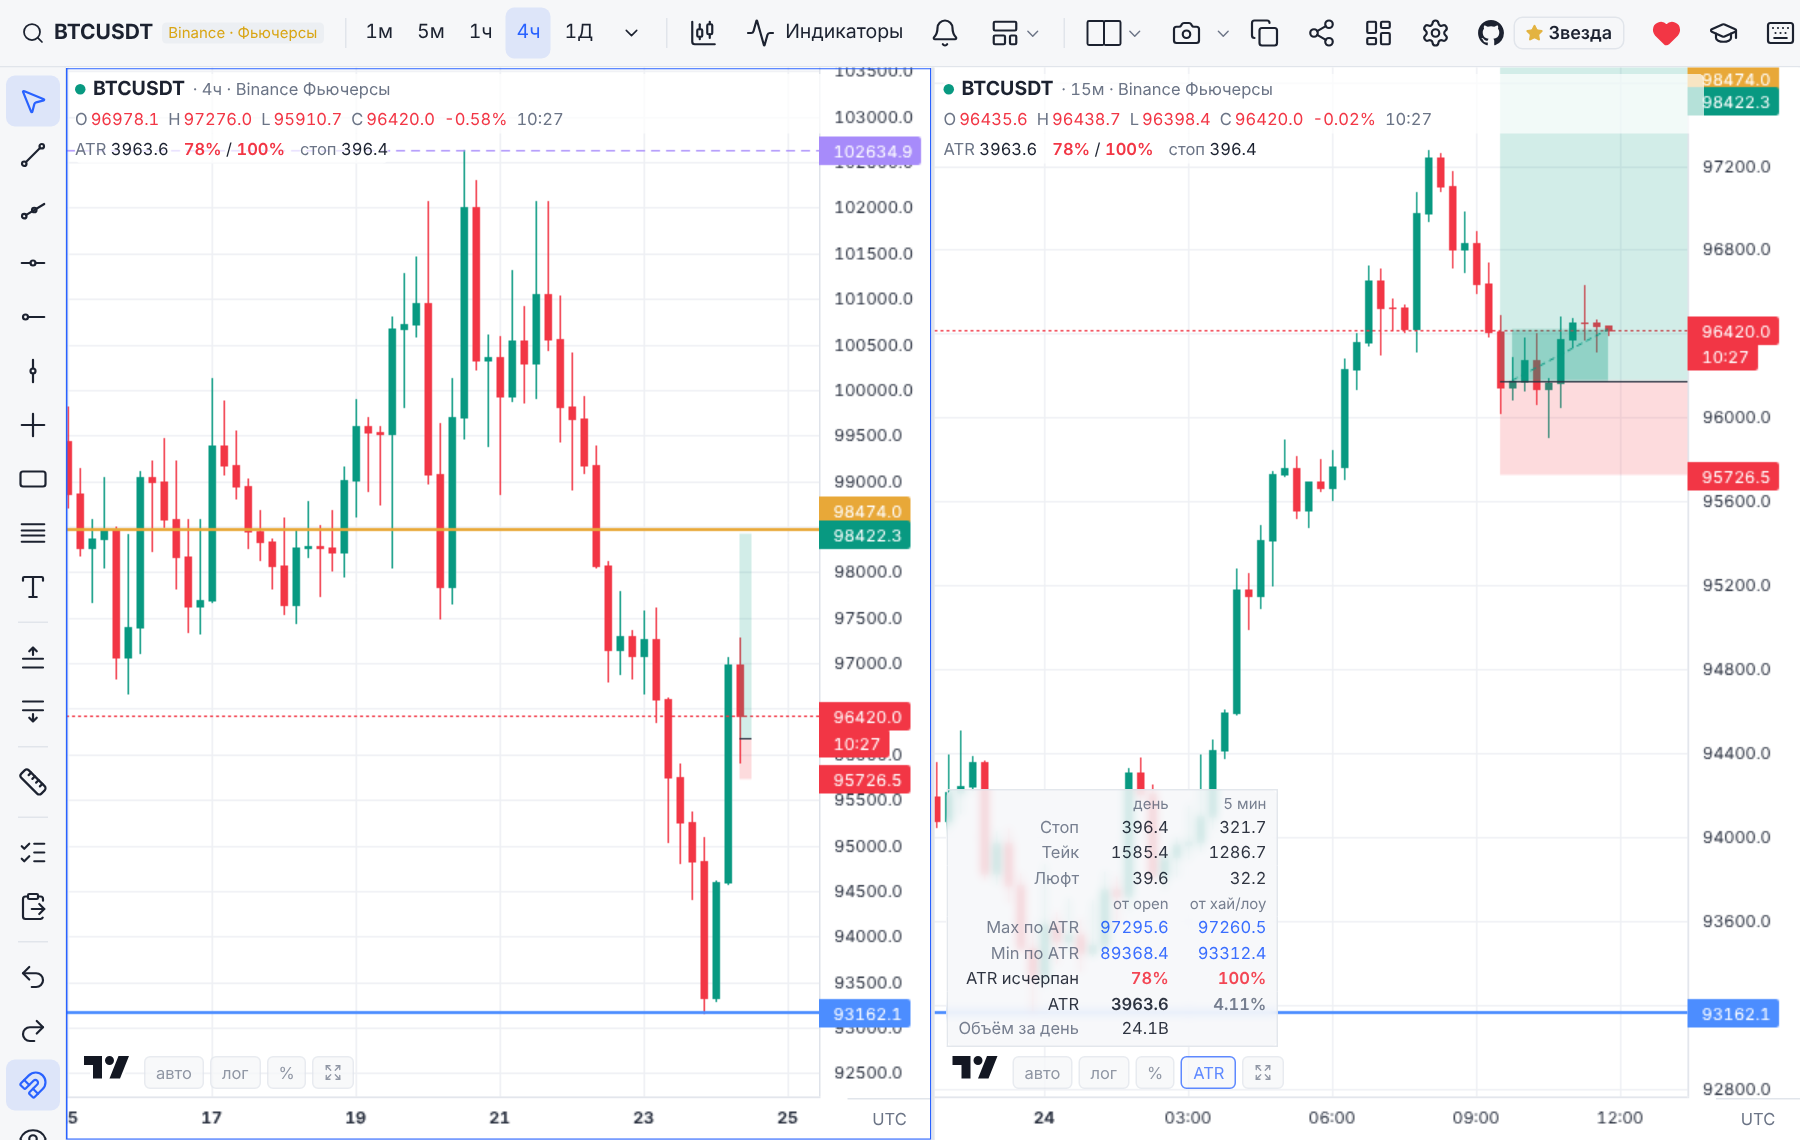 BTCUSDT Binance · Фьючерсы 1м 5м 1ч 4ч 1Д Индикаторы Звезда
BTCUSDT · 4ч · Binance Фьючерсы
O 96978.1 H 97276.0 L 95910.7 C 96420.0 -0.58% 10:27
ATR 3963.6 78% / 100% стоп 396.4
103500.0
103000.0
102634.9
102000.0
101500.0
101000.0
100500.0
100000.0
99500.0
99000.0
98474.0
98422.3
98000.0
97500.0
97000.0
96420.0
10:27
95726.5
95500.0
95000.0
94500.0
94000.0
93500.0
93162.1
93000.0
92500.0
авто лог %
5 17 19 21 23 25 UTC
BTCUSDT · 15м · Binance Фьючерсы
O 96435.6 H 96438.7 L 96398.4 C 96420.0 -0.02% 10:27
ATR 3963.6 78% / 100% стоп 396.4
98474.0
98422.3
97200.0
96800.0
96420.0
10:27
96000.0
95726.5
95600.0
95200.0
94800.0
94400.0
94000.0
93600.0
93162.1
92800.0
день 5 мин
Стоп 396.4 321.7
Тейк 1585.4 1286.7
Люфт 39.6 32.2
от open от хай/лоу
Max по ATR 97295.6 97260.5
Min по ATR 89368.4 93312.4
ATR исчерпан 78% 100%
ATR 3963.6 4.11%
Объём за день 24.1B
авто лог % ATR
24 03:00 06:00 09:00 12:00 UTC